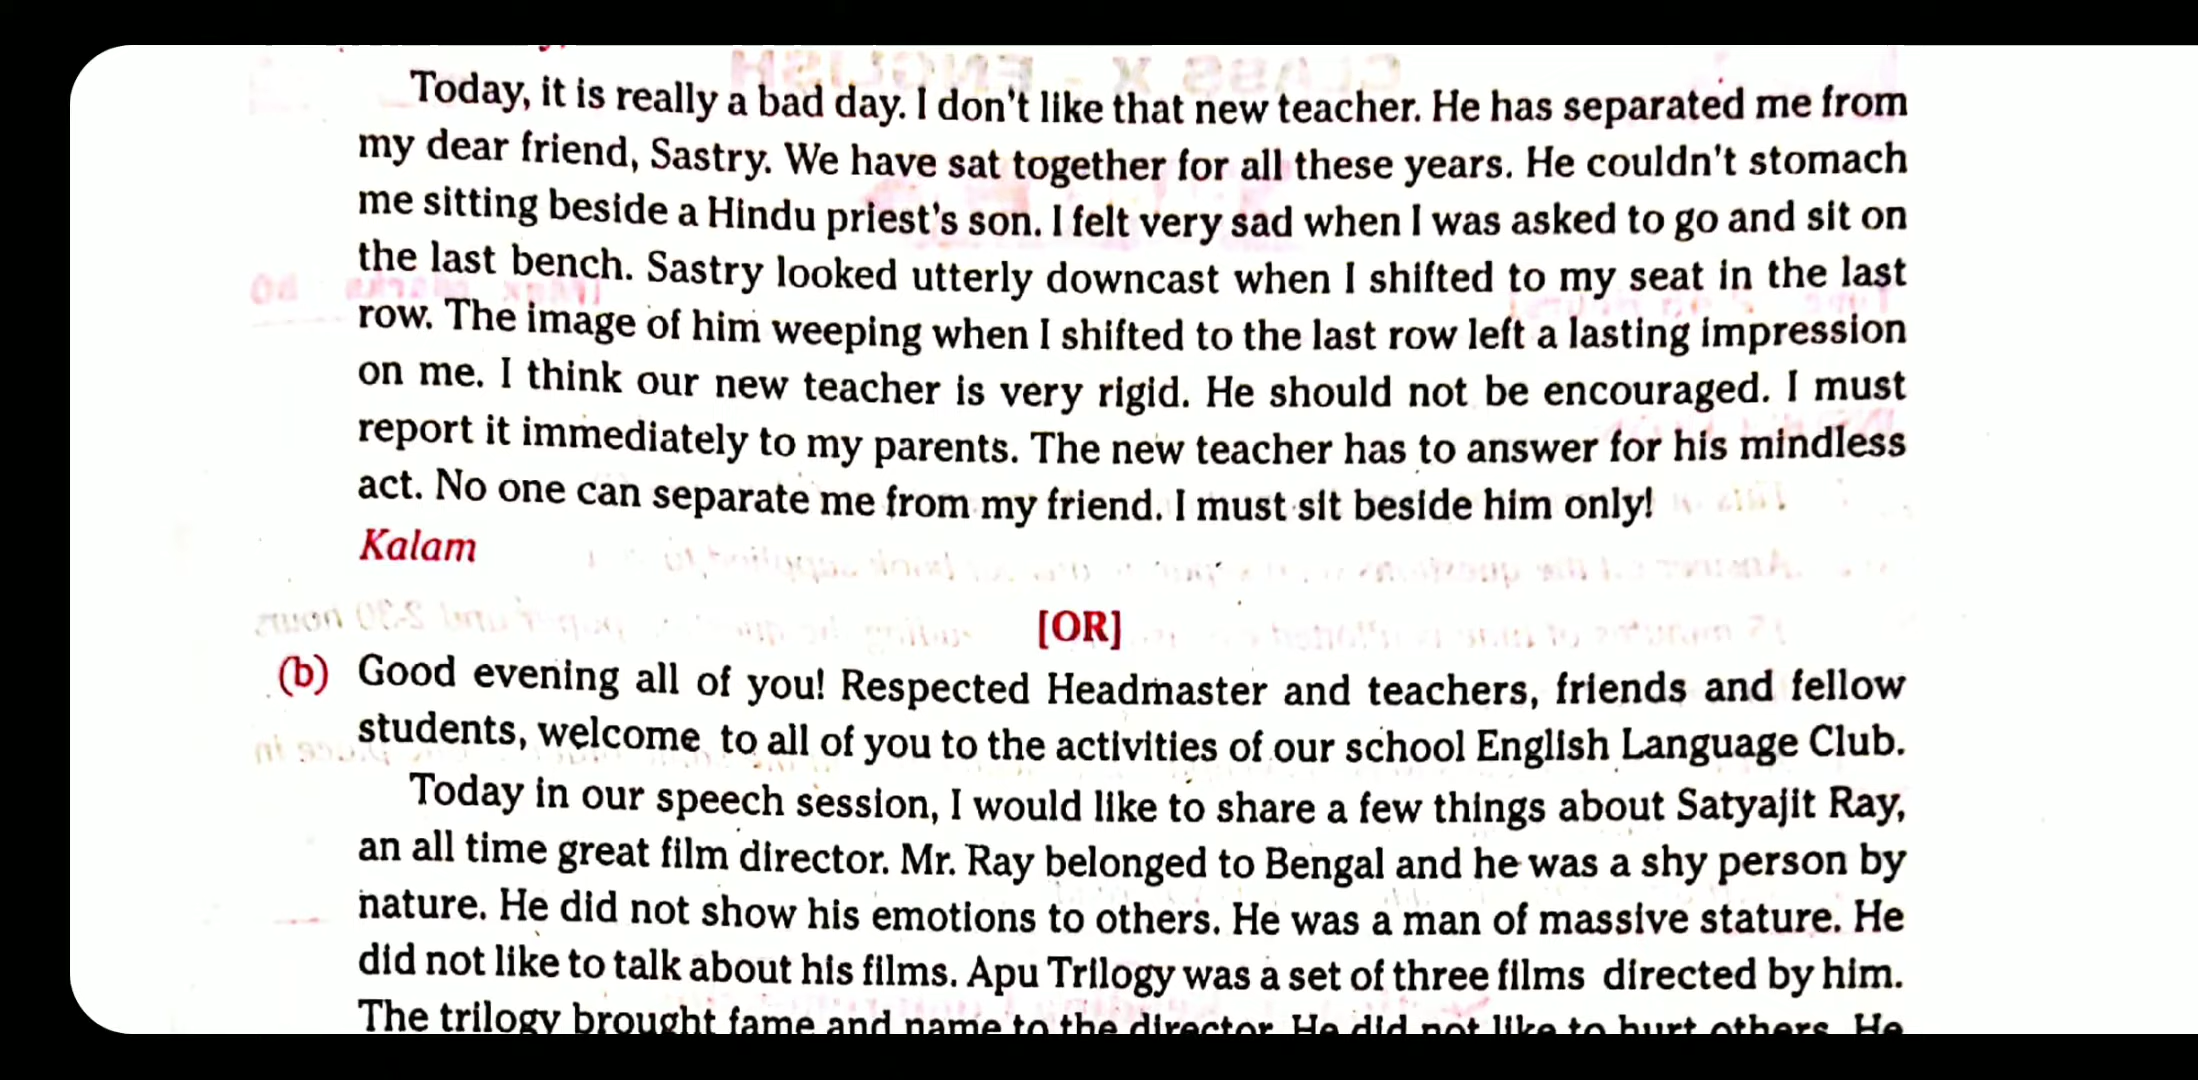 Today, it is really a bad day. I don't like that new teacher. He has separated me from
my dear friend, Sastry. We have sat together for all these years. He couldn't stomach
me sitting beside a Hindu priest's son. I felt very sad when I was asked to go and sit on
the last bench. Sastry looked utterly downcast when I shifted to my seat in the last
row. The image of him weeping when I shifted to the last row left a lasting impression
on me. I think our new teacher is very rigid. He should not be encouraged. I must
report it immediately to my parents. The new teacher has to answer for his mindless
act. No one can separate me from my friend. I must sit beside him only!
Kalam
[OR]
(b) Good evening all of you! Respected Headmaster and teachers, friends and fellow
students, welcome to all of you to the activities of our school English Language Club.
Today in our speech session, I would like to share a few things about Satyajit Ray,
an all time great film director. Mr. Ray belonged to Bengal and he was a shy person by
nature. He did not show his emotions to others. He was a man of massive stature. He
did not like to talk about his films. Apu Trilogy was a set of three films directed by him.
The trilogy brought fame and name to the director. He did not like to hurt others. He